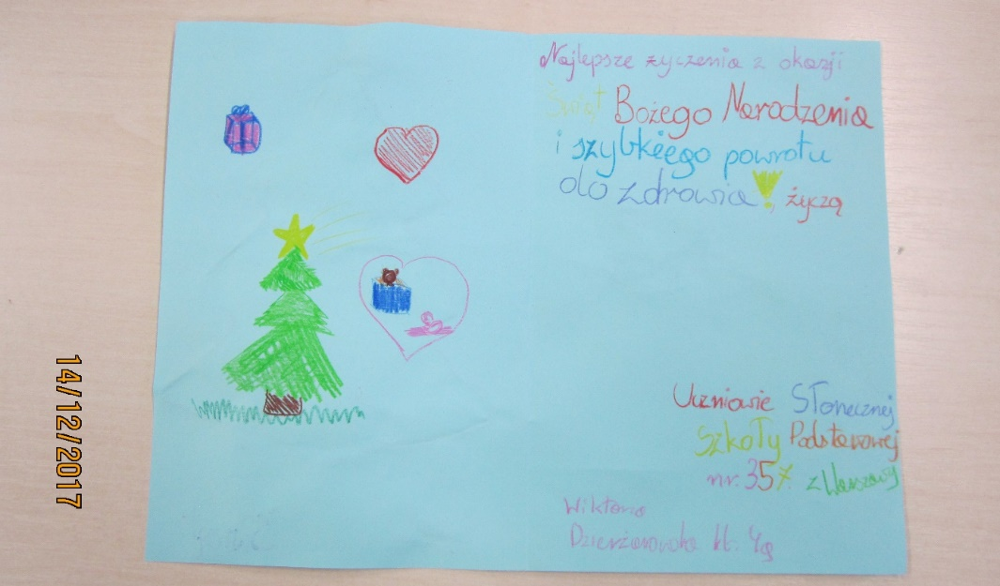 Najlepsze życzenia z okazji
Świąt Bożego Narodzenia
i szybkiego powrotu
do zdrowia! życzą
Uczniowie Słonecznej
Szkoły Podstawowej
nr. 357 z Warszawy
Wiktoria
kl. 4g
14/12/2017